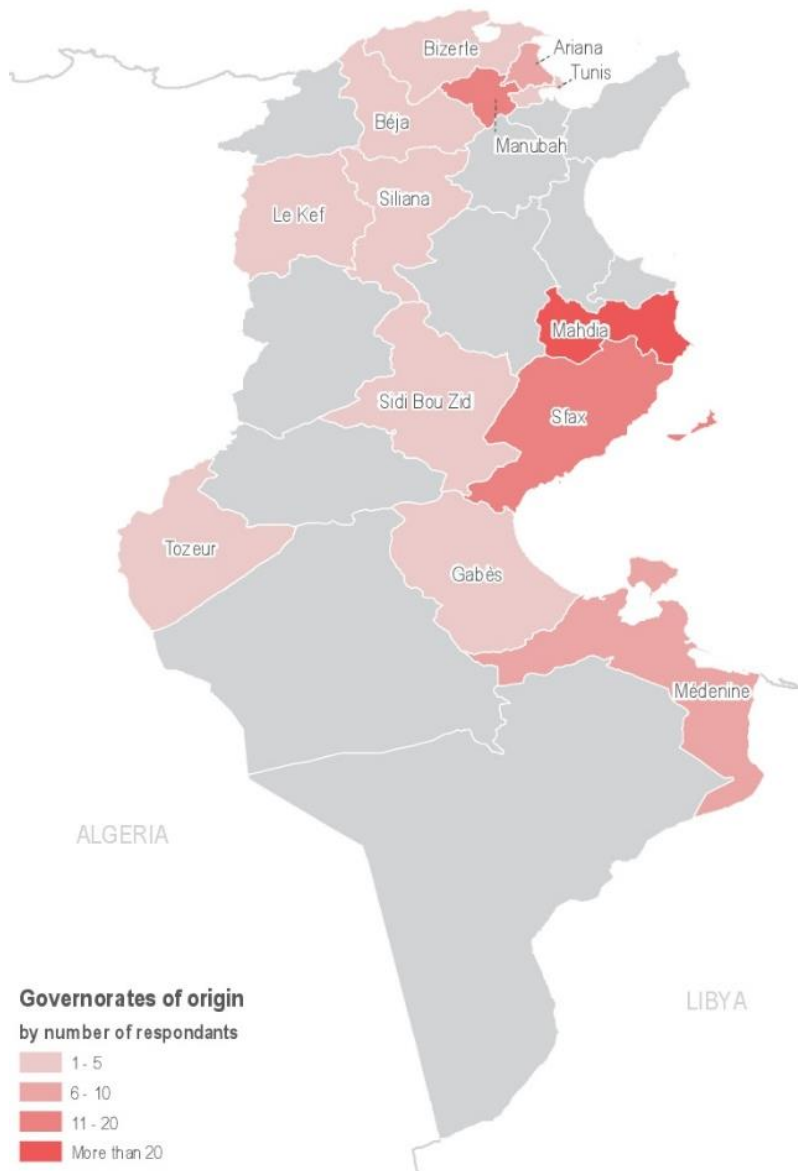 Bizerte
Ariana
Tunis
Béja
Manubah
Siliana
Le Kef
Mahdia
Sidi Bou Zid
Sfax
Tozeur
Gabès
Médenine
ALGERIA
LIBYA
Governorates of origin
by number of respondants
1 - 5
6 - 10
11 - 20
More than 20